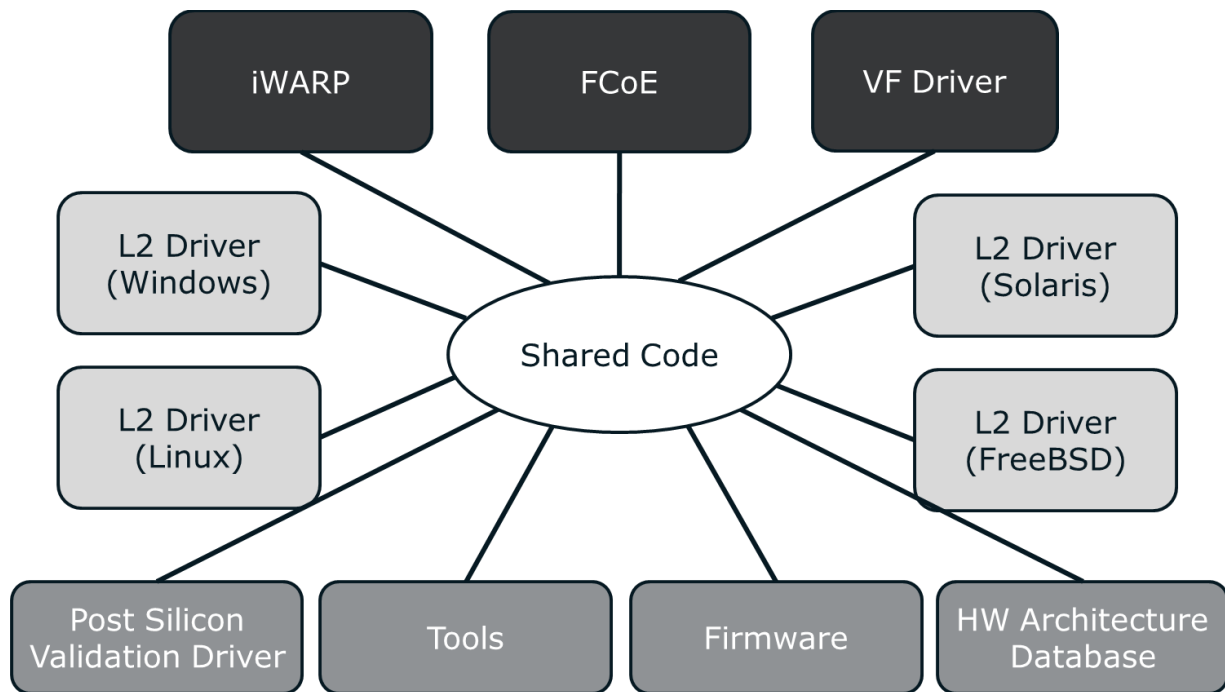 iWARP
FCoE
VF Driver
L2 Driver
(Windows)
L2 Driver
(Solaris)
Shared Code
L2 Driver
(Linux)
L2 Driver
(FreeBSD)
Post Silicon
Validation Driver
Tools
Firmware
HW Architecture
Database